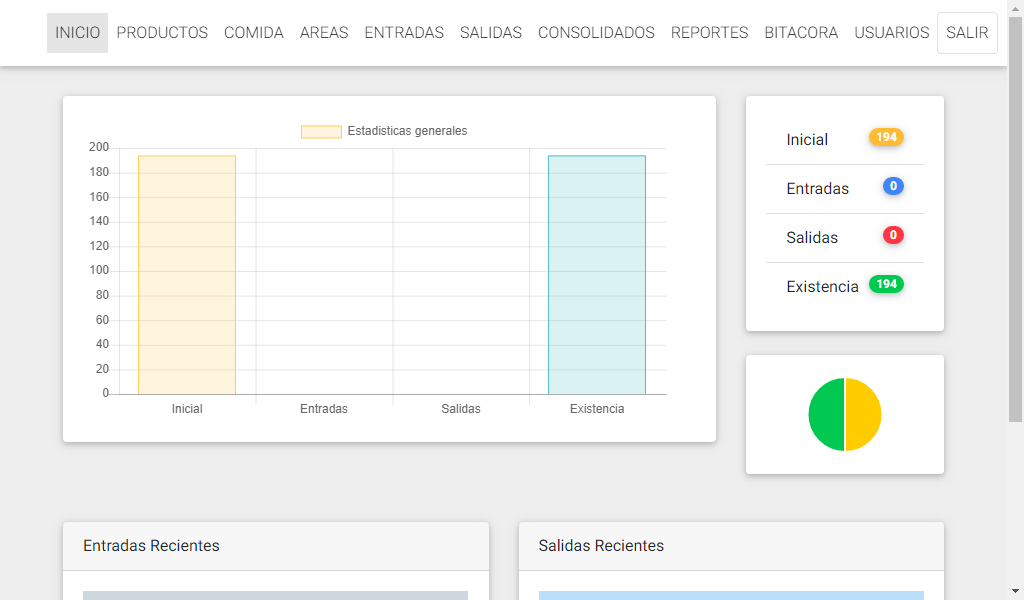 INICIO PRODUCTOS COMIDA AREAS ENTRADAS SALIDAS CONSOLIDADOS REPORTES BITACORA USUARIOS SALIR
Estadisticas generales
200
180
160
140
120
100
80
60
40
20
0
Inicial Entradas Salidas Existencia
Inicial 194
Entradas 0
Salidas 0
Existencia 194
Entradas Recientes
Salidas Recientes